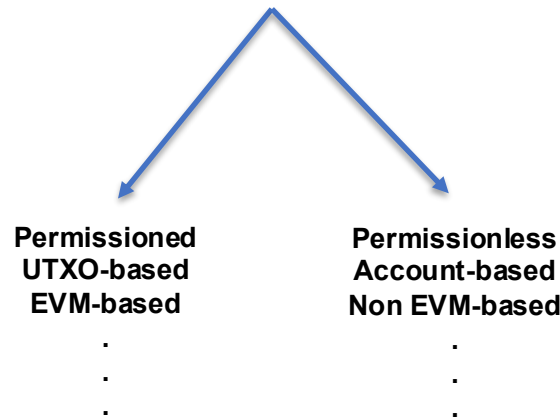 Permissioned
UTXO-based
EVM-based
.
.
.
Permissionless
Account-based
Non EVM-based
.
.
.